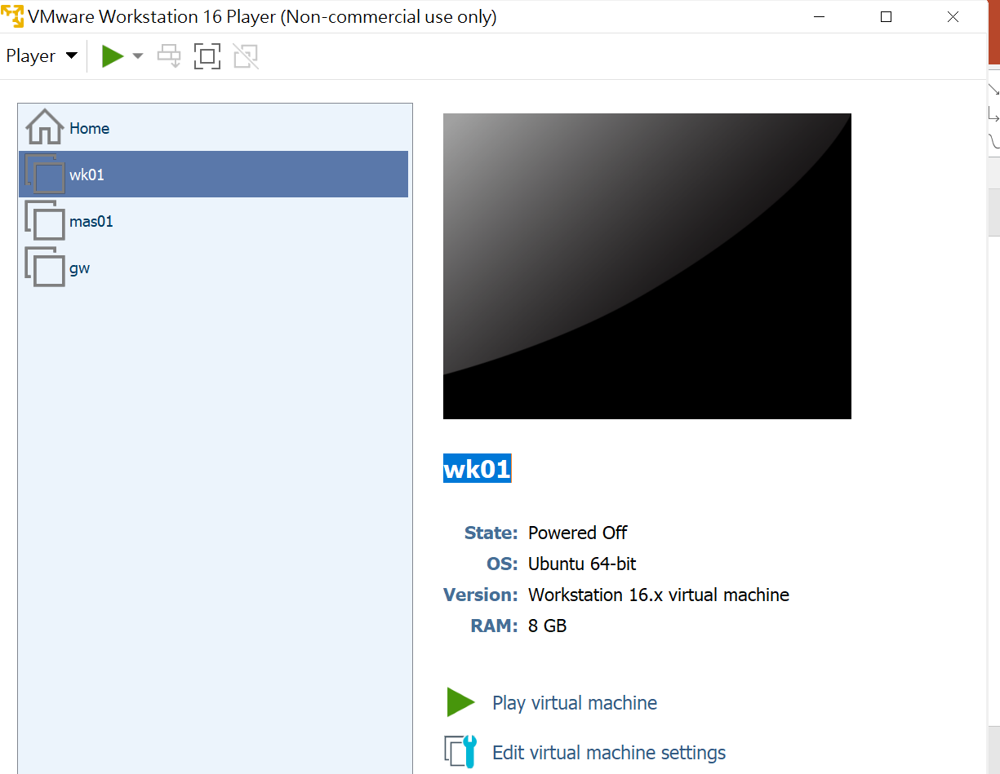 VMware Workstation 16 Player (Non-commercial use only)
Player
Home
wk01
mas01
gw
wk01
State: Powered Off
OS: Ubuntu 64-bit
Version: Workstation 16.x virtual machine
RAM: 8 GB
Play virtual machine
Edit virtual machine settings